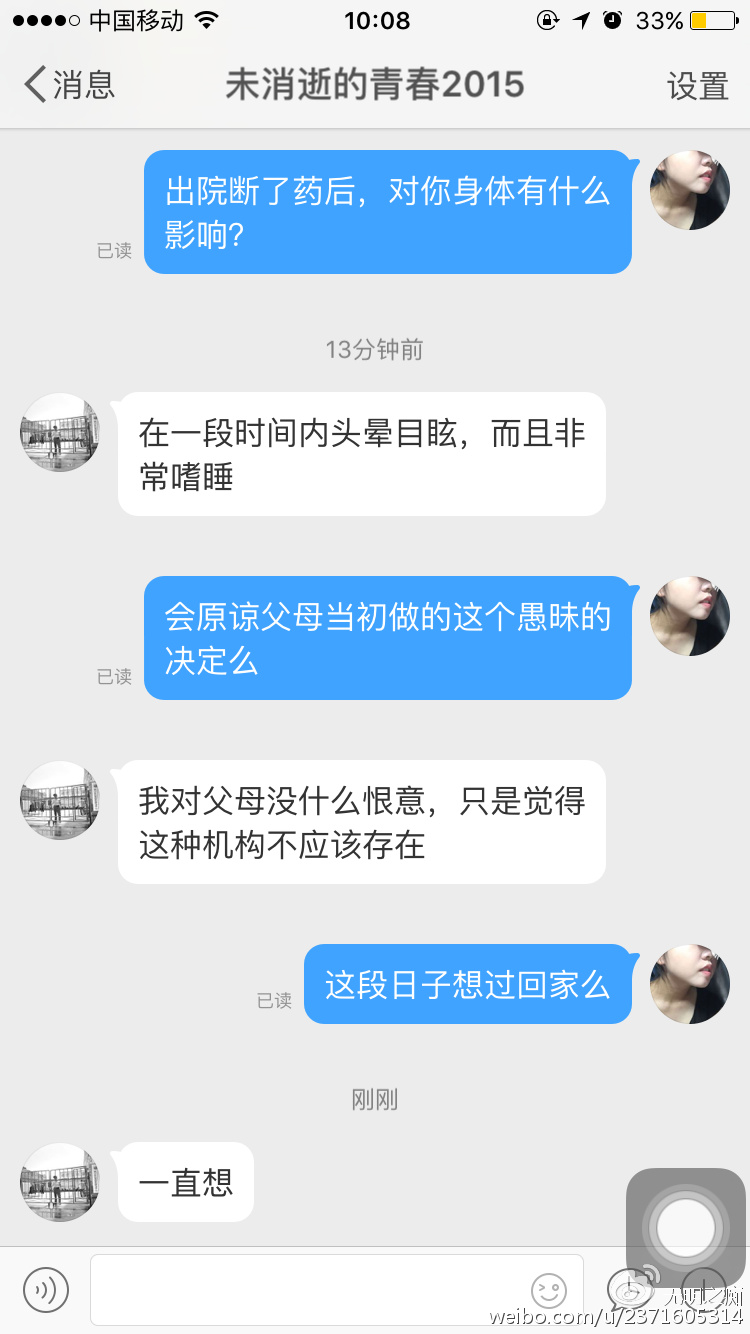 中国移动 10:08 33%
消息 未消逝的青春2015 设置
出院断了药后，对你身体有什么
影响?
已读
13分钟前
在一段时间内头晕目眩，而且非
常嗜睡
会原谅父母当初做的这个愚昧的
决定么
已读
我对父母没什么恨意，只是觉得
这种机构不应该存在
这段日子想过回家么
已读
刚刚
一直想
weibo.com/u/2371605314